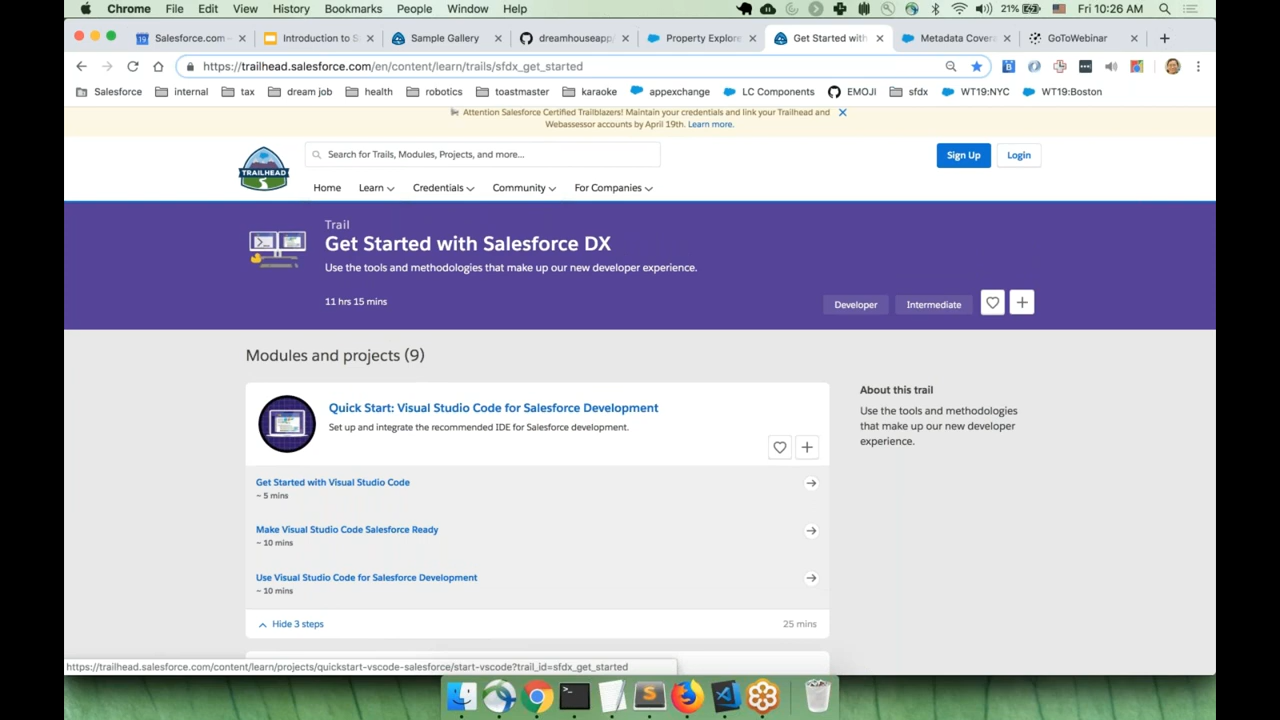 Chrome File Edit View History Bookmarks People Window Help 21% Fri 10:26 AM
19 Salesforce.com – Introduction to S Sample Gallery dreamhouseapp/ Property Explore Get Started with Metadata Cover GoToWebinar
https://trailhead.salesforce.com/en/content/learn/trails/sfdx_get_started
Salesforce internal tax dream job health robotics toastmaster karaoke appexchange LC Components EMOJI sfdx WT19:NYC WT19:Boston
Attention Salesforce Certified Trailblazers! Maintain your credentials and link your Trailhead and
Webassessor accounts by April 19th. Learn more.
TRAILHEAD
Search for Trails, Modules, Projects, and more...
Sign Up Login
Home Learn Credentials Community For Companies
Trail
Get Started with Salesforce DX
Use the tools and methodologies that make up our new developer experience.
11 hrs 15 mins
Developer Intermediate
Modules and projects (9)
Quick Start: Visual Studio Code for Salesforce Development
Set up and integrate the recommended IDE for Salesforce development.
Get Started with Visual Studio Code
~ 5 mins
Make Visual Studio Code Salesforce Ready
~ 10 mins
Use Visual Studio Code for Salesforce Development
~ 10 mins
Hide 3 steps 25 mins
About this trail
Use the tools and methodologies
that make up our new developer
experience.
https://trailhead.salesforce.com/content/learn/projects/quickstart-vscode-salesforce/start-vscode?trail_id=sfdx_get_started